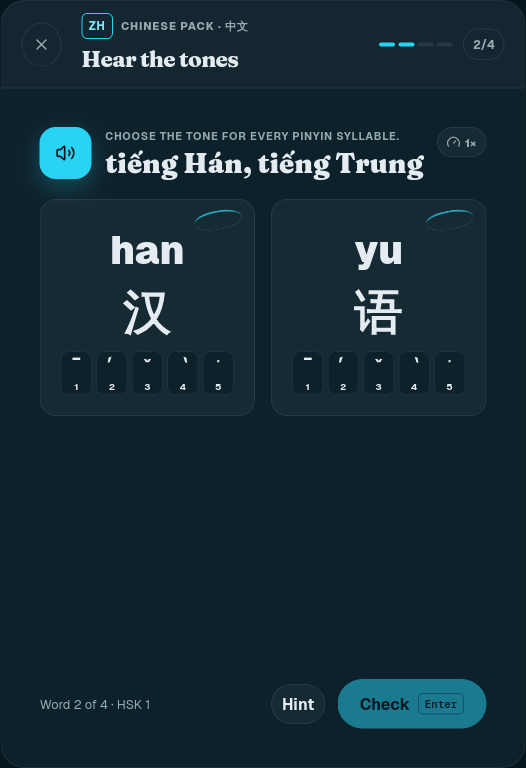 ZH CHINESE PACK · 中文
Hear the tones
2/4
CHOOSE THE TONE FOR EVERY PINYIN SYLLABLE.
tiếng Hán, tiếng Trung
1×
han
汉
ˉ ˊ ˇ ˋ ·
1 2 3 4 5
yu
语
ˉ ˊ ˇ ˋ ·
1 2 3 4 5
Word 2 of 4 · HSK 1
Hint
Check Enter